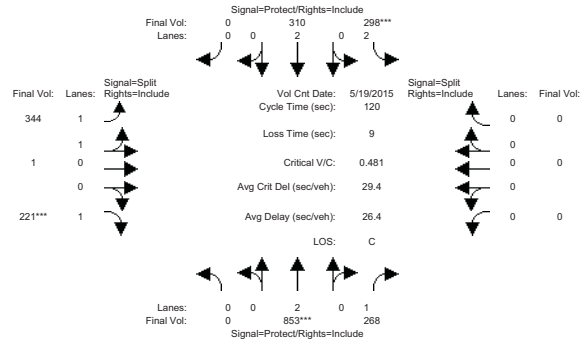 Signal=Protect/Rights=Include
Final Vol: 0 310 298***
Lanes: 0 0 2 0 2
Signal=Split
Final Vol: Lanes: Rights=Include
Vol Cnt Date: 5/19/2015
Signal=Split
Rights=Include Lanes: Final Vol:
Cycle Time (sec): 120
344 1 0 0
Loss Time (sec): 9
1 0
1 0 Critical V/C: 0.481 0 0
0 Avg Crit Del (sec/veh): 29.4 0
221*** 1 Avg Delay (sec/veh): 26.4 0 0
LOS: C
Lanes: 0 0 2 0 1
Final Vol: 0 853*** 268
Signal=Protect/Rights=Include